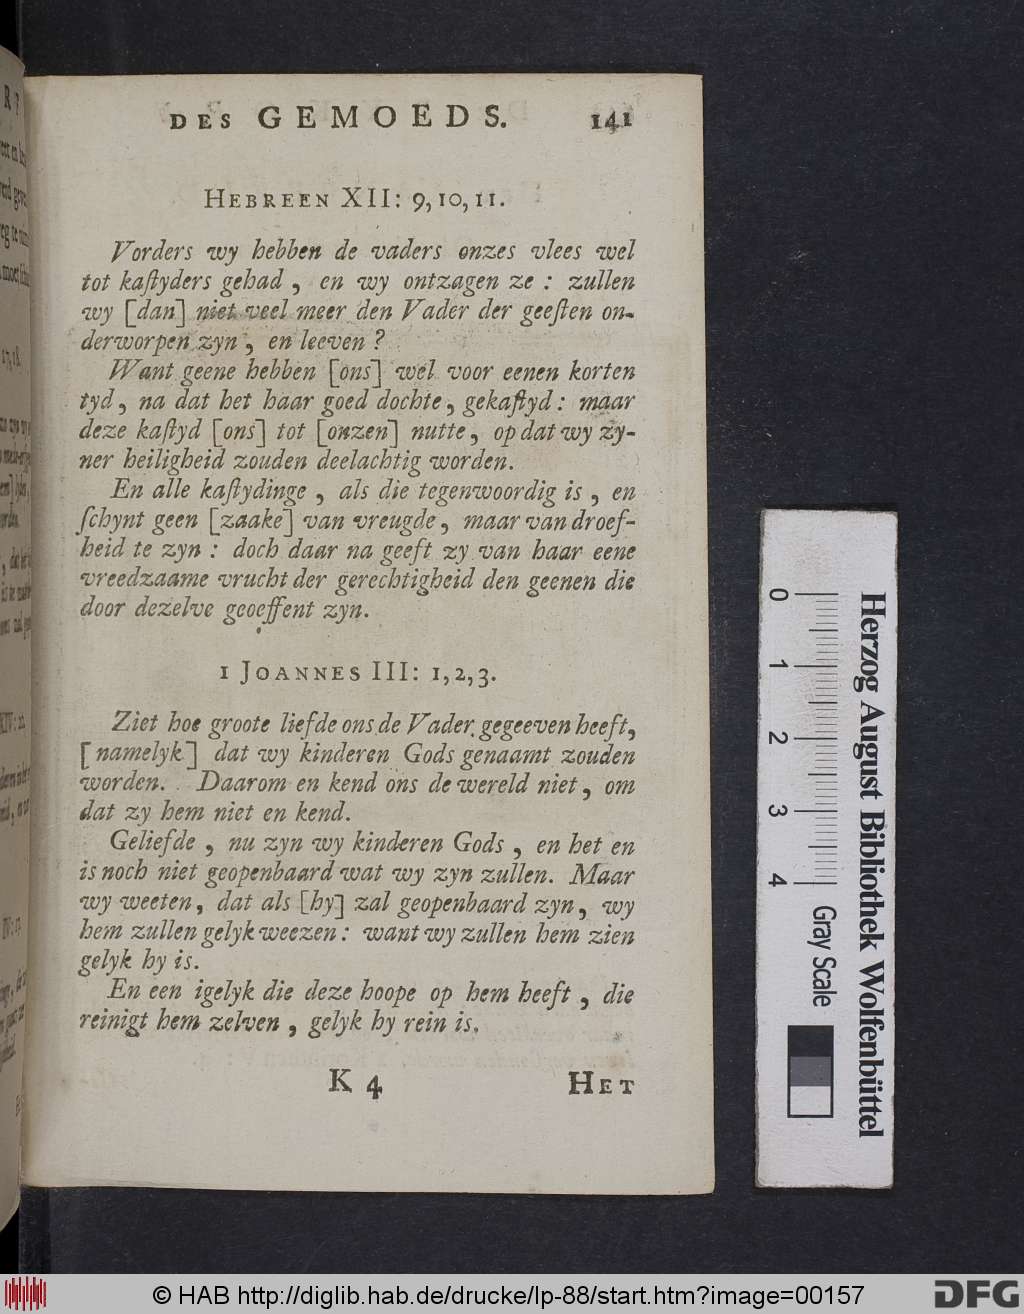 DES GEMOEDS. 141
HEBREEN XII: 9, 10, 11.
Vorders wy hebben de vaders onzes vlees wel
tot kaſtyders gehad, en wy ontzagen ze: zullen
wy [dan] niet veel meer den Vader der geeſten on-
derworpen zyn, en leeven?
Want geene hebben [ons] wel voor eenen korten
tyd, na dat het haar goed dochte, gekaſtyd: maar
deze kaſtyd [ons] tot [onzen] nutte, op dat wy zy-
ner heiligheid zouden deelachtig worden.
En alle kaſtydinge, als die tegenwoordig is, en
ſchynt geen [zaake] van vreugde, maar van droef-
heid te zyn: doch daar na geeft zy van haar eene
vreedzaame vrucht der gerechtigheid den geenen die
door dezelve geoeffent zyn.
1 JOANNES III: 1, 2, 3.
Ziet hoe groote liefde ons de Vader gegeeven heeft,
[namelyk] dat wy kinderen Gods genaamt zouden
worden. Daarom en kend ons de wereld niet, om
dat zy hem niet en kend.
Geliefde, nu zyn wy kinderen Gods, en het en
is noch niet geopenbaard wat wy zyn zullen. Maar
wy weeten, dat als [hy] zal geopenbaard zyn, wy
hem zullen gelyk weezen: want wy zullen hem zien
gelyk hy is.
En een igelyk die deze hoope op hem heeft, die
reinigt hem zelven, gelyk hy rein is.
K 4 HET
0 1 2 3 4
Gray Scale
Herzog August Bibliothek Wolfenbüttel
© HAB http://diglib.hab.de/drucke/lp-88/start.htm?image=00157
DFG